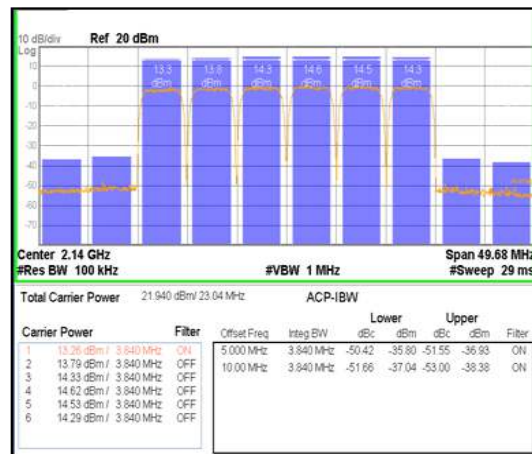 10 dB/div Ref 20 dBm
Log
10
0
-10
-20
-30
-40
-50
-60
-70
13.3 dBm
13.8 dBm
14.3 dBm
14.6 dBm
14.5 dBm
14.3 dBm
Center 2.14 GHz Span 49.68 MHz
#Res BW 100 kHz #VBW 1 MHz #Sweep 29 ms
Total Carrier Power 21.940 dBm/ 23.04 MHz ACP-IBW
Lower Upper
Carrier Power Filter Offset Freq Integ BW dBc dBm dBc dBm Filter
1 13.26 dBm / 3.840 MHz ON 5.000 MHz 3.840 MHz -50.42 -35.80 -51.55 -36.93 ON
2 13.79 dBm / 3.840 MHz OFF 10.00 MHz 3.840 MHz -51.66 -37.04 -53.00 -38.38 ON
3 14.33 dBm / 3.840 MHz OFF
4 14.62 dBm / 3.840 MHz OFF
5 14.53 dBm / 3.840 MHz OFF
6 14.29 dBm / 3.840 MHz OFF